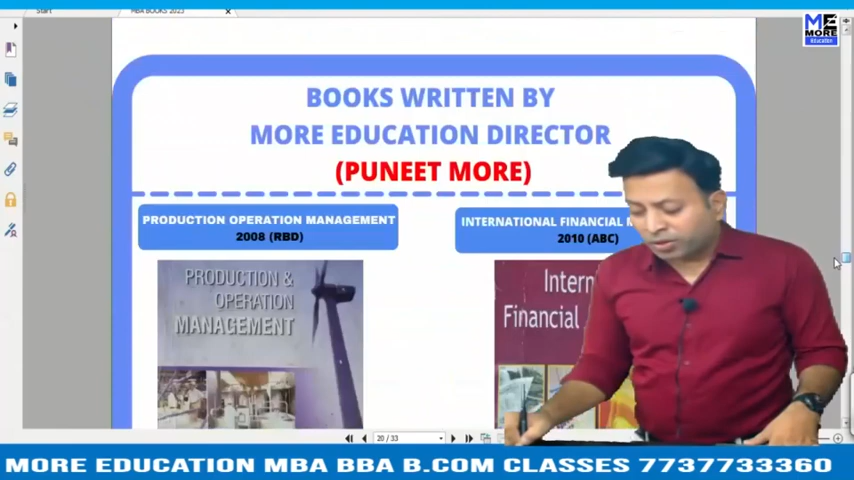 Start
MBA BOOKS 2023
ME
MORE
Education
BOOKS WRITTEN BY
MORE EDUCATION DIRECTOR
(PUNEET MORE)
PRODUCTION OPERATION MANAGEMENT
2008 (RBD)
INTERNATIONAL FINANCIAL
2010 (ABC)
PRODUCTION &
OPERATION
MANAGEMENT
Financial
20 / 33
MORE EDUCATION MBA BBA B.COM CLASSES 7737733360